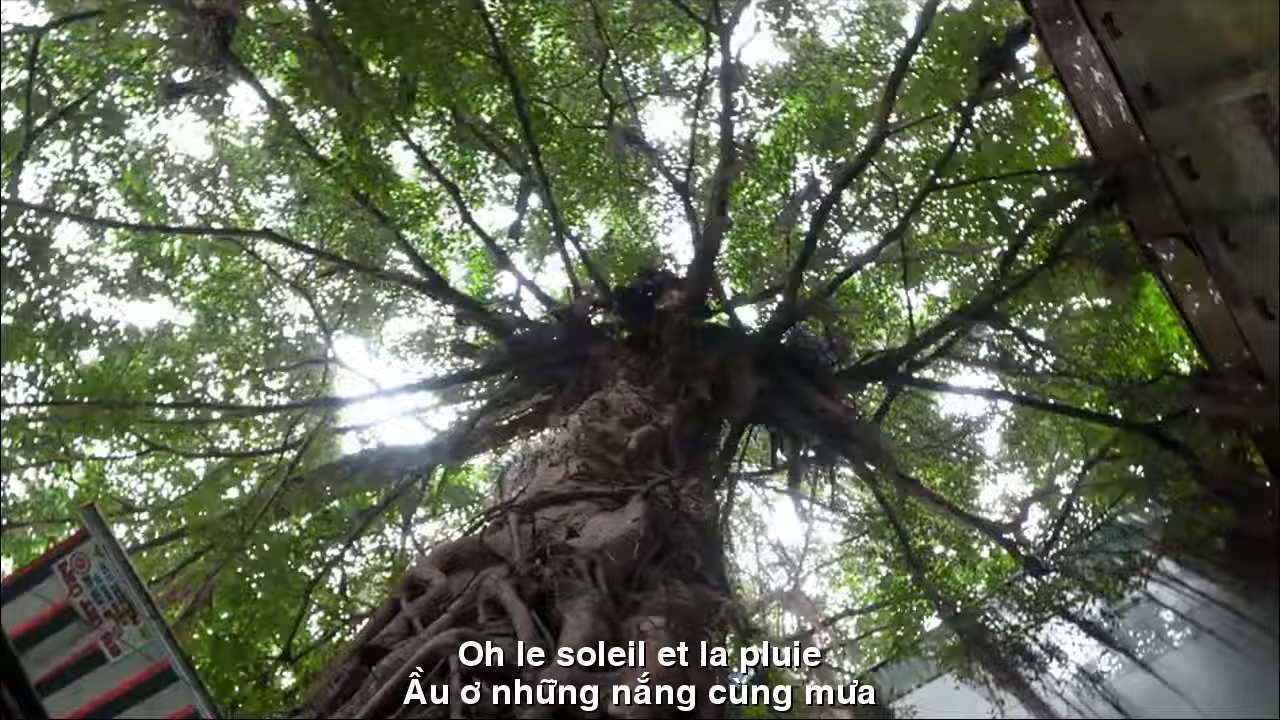 Oh le soleil et la pluie
Ầu ơ những nắng cùng mưa